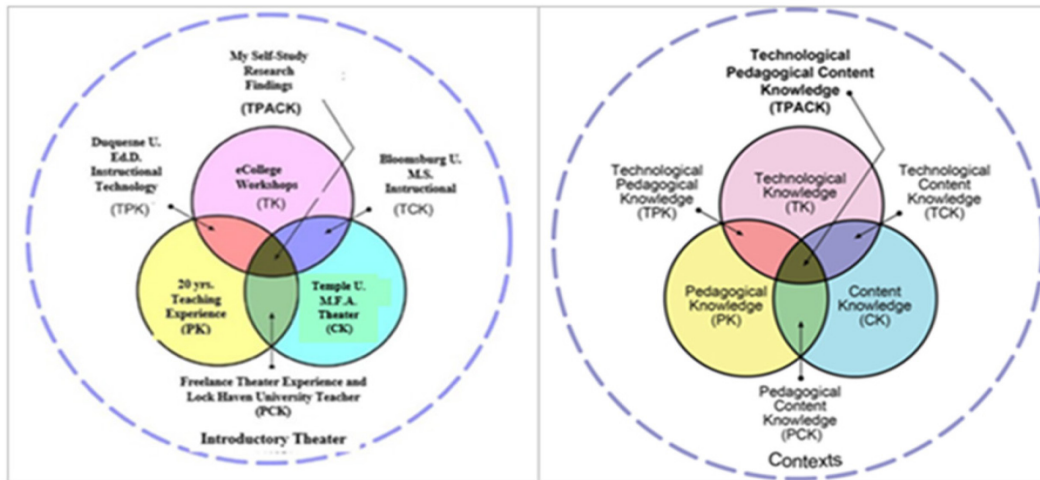 My Self-Study
Research
Findings
(TPACK)
Duquesne U.
Ed.D.
Instructional
Technology
(TPK)
eCollege
Workshops
(TK)
Bloomsburg U.
M.S.
Instructional
(TCK)
20 yrs.
Teaching
Experience
(PK)
Temple U.
M.F.A.
Theater
(CK)
Freelance Theater Experience and
Lock Haven University Teacher
(PCK)
Introductory Theater
Technological
Pedagogical Content
Knowledge
(TPACK)
Technological
Pedagogical
Knowledge
(TPK)
Technological
Knowledge
(TK)
Technological
Content
Knowledge
(TCK)
Pedagogical
Knowledge
(PK)
Content
Knowledge
(CK)
Pedagogical
Content
Knowledge
(PCK)
Contexts